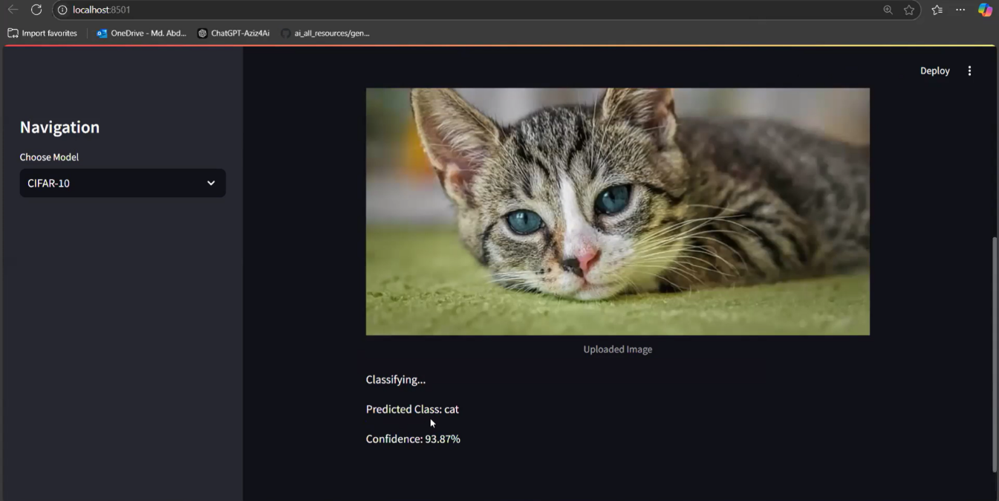 localhost:8501
Import favorites
OneDrive - Md. Abd...
ChatGPT-Aziz4Ai
ai_all_resources/gen...
Deploy
Navigation
Choose Model
CIFAR-10
Uploaded Image
Classifying...
Predicted Class: cat
Confidence: 93.87%